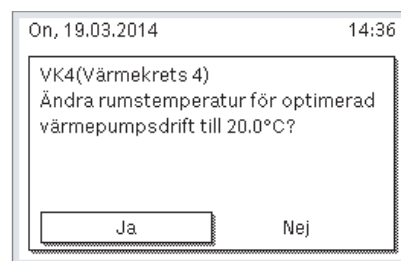 On, 19.03.2014 14:36
VK4(Värmekrets 4)
Ändra rumstemperatur för optimerad
värmepumpsdrift till 20.0°C?
Ja Nej